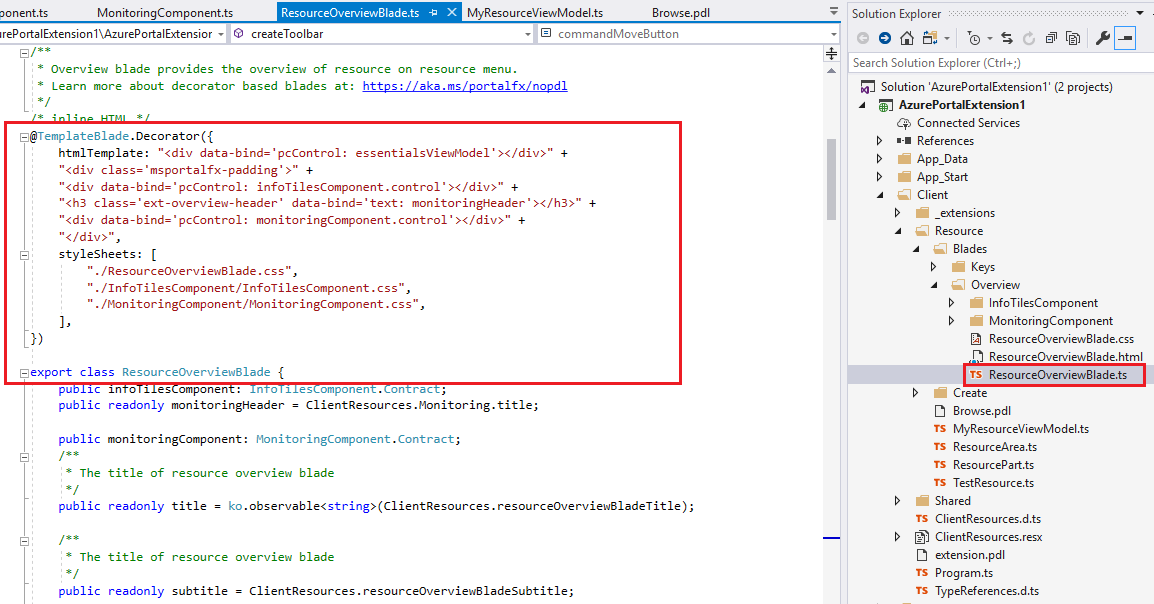 ponent.ts MonitoringComponent.ts ResourceOverviewBlade.ts MyResourceViewModel.ts Browse.pdl
urePortalExtension1\AzurePortalExtension createToolbar commandMoveButton
/**
* Overview blade provides the overview of resource on resource menu.
* Learn more about decorator based blades at: https://aka.ms/portalfx/nopdl
*/
/* inline HTML */
@TemplateBlade.Decorator({
htmlTemplate: "<div data-bind='pcControl: essentialsViewModel'></div>" +
"<div class='msportalfx-padding'>" +
"<div data-bind='pcControl: infoTilesComponent.control'></div>" +
"<h3 class='ext-overview-header' data-bind='text: monitoringHeader'></h3>" +
"<div data-bind='pcControl: monitoringComponent.control'></div>" +
"</div>",
styleSheets: [
"./ResourceOverviewBlade.css",
"./InfoTilesComponent/InfoTilesComponent.css",
"./MonitoringComponent/MonitoringComponent.css",
],
})
export class ResourceOverviewBlade {
public infoTilesComponent: InfoTilesComponent.Contract;
public readonly monitoringHeader = ClientResources.Monitoring.title;
public monitoringComponent: MonitoringComponent.Contract;
/**
* The title of resource overview blade
*/
public readonly title = ko.observable<string>(ClientResources.resourceOverviewBladeTitle);
/**
* The title of resource overview blade
*/
public readonly subtitle = ClientResources.resourceOverviewBladeSubtitle;
Solution Explorer
Search Solution Explorer (Ctrl+;)
Solution 'AzurePortalExtension1' (2 projects)
AzurePortalExtension1
Connected Services
References
App_Data
App_Start
Client
_extensions
Resource
Blades
Keys
Overview
InfoTilesComponent
MonitoringComponent
ResourceOverviewBlade.css
ResourceOverviewBlade.html
TS ResourceOverviewBlade.ts
Create
Browse.pdl
TS MyResourceViewModel.ts
TS ResourceArea.ts
TS ResourcePart.ts
TS TestResource.ts
Shared
TS ClientResources.d.ts
ClientResources.resx
extension.pdl
TS Program.ts
TS TypeReferences.d.ts